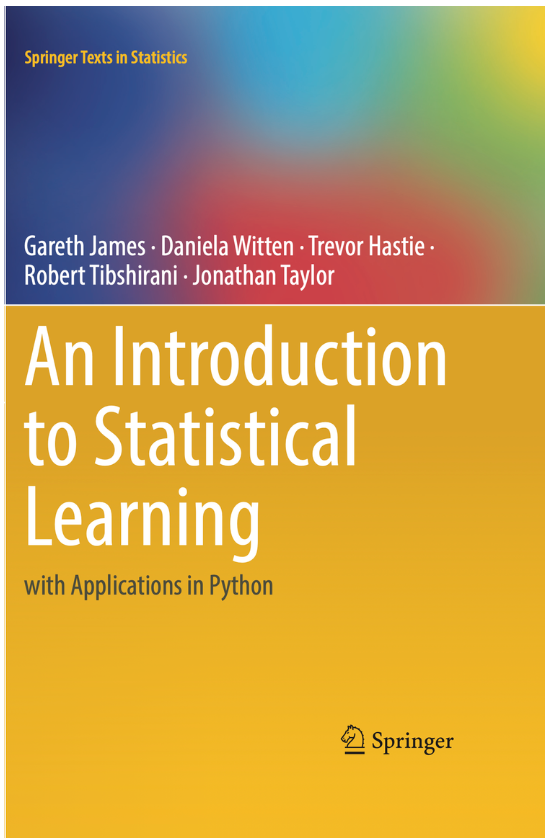 Springer Texts in Statistics
Gareth James · Daniela Witten · Trevor Hastie ·
Robert Tibshirani · Jonathan Taylor
An Introduction
to Statistical
Learning
with Applications in Python
Springer